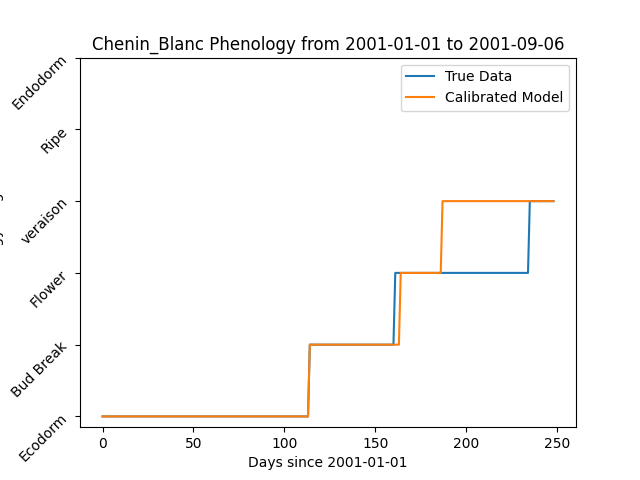 Chenin_Blanc Phenology from 2001-01-01 to 2001-09-06
True Data
Calibrated Model
Endodorm
Ripe
veraison
Flower
Bud Break
Ecodorm
0 50 100 150 200 250
Days since 2001-01-01